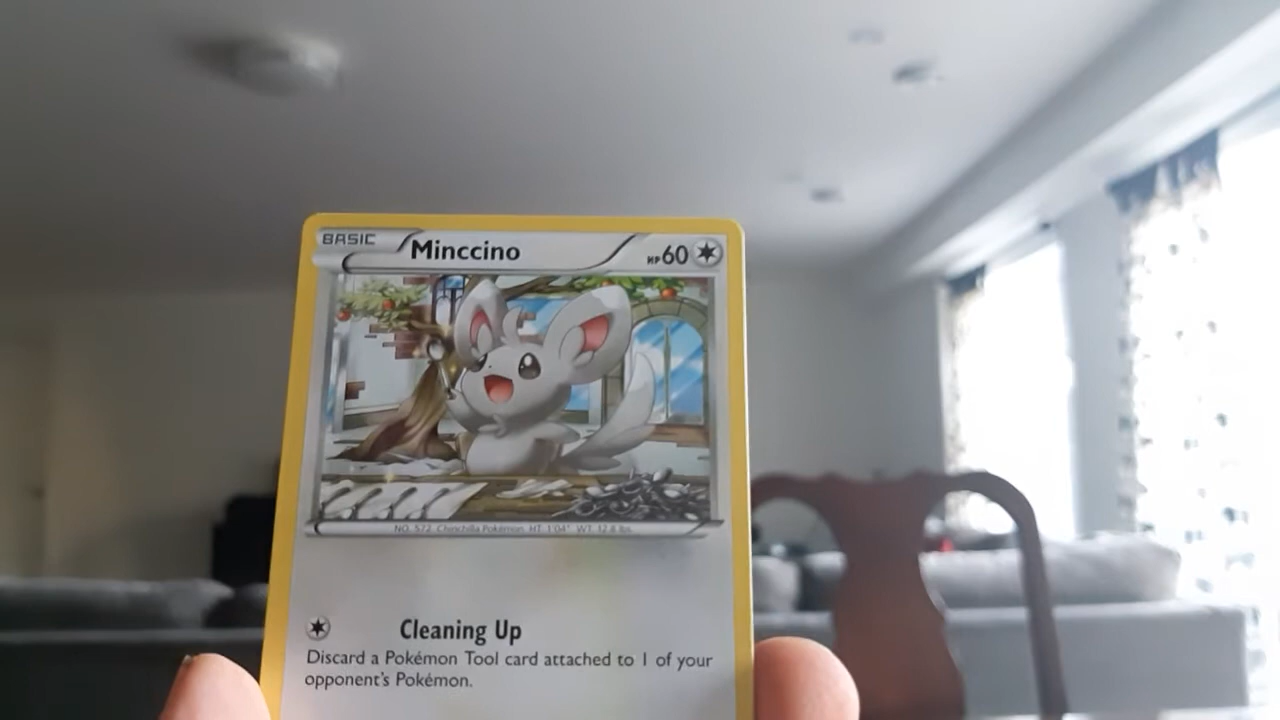 BASIC Minccino HP60
NO. 572 Chinchilla Pokémon HT: 1'04" WT: 12.8 lbs.
Cleaning Up
Discard a Pokémon Tool card attached to 1 of your
opponent's Pokémon.